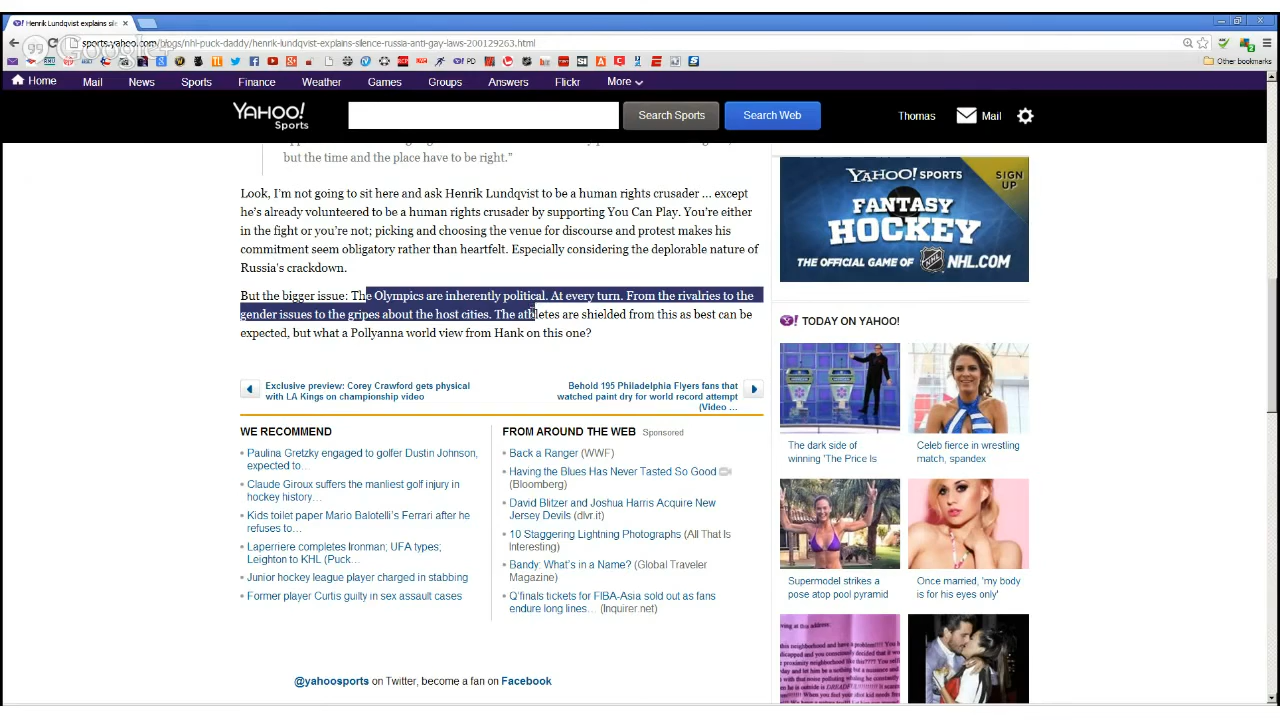 Henrik Lundqvist explains sile
sports.yahoo.com/blogs/nhl-puck-daddy/henrik-lundqvist-explains-silence-russia-anti-gay-laws-200129263.html
Google+
PD
Other bookmarks
Home Mail News Sports Finance Weather Games Groups Answers Flickr More
YAHOO! Sports
Search Sports
Search Web
Thomas
Mail
but the time and the place have to be right.”
Look, I’m not going to sit here and ask Henrik Lundqvist to be a human rights crusader … except
he’s already volunteered to be a human rights crusader by supporting You Can Play. You’re either
in the fight or you’re not; picking and choosing the venue for discourse and protest makes his
commitment seem obligatory rather than heartfelt. Especially considering the deplorable nature of
Russia’s crackdown.
But the bigger issue: The Olympics are inherently political. At every turn. From the rivalries to the
gender issues to the gripes about the host cities. The athletes are shielded from this as best can be
expected, but what a Pollyanna world view from Hank on this one?
Exclusive preview: Corey Crawford gets physical
with LA Kings on championship video
Behold 195 Philadelphia Flyers fans that
watched paint dry for world record attempt
(Video ...
WE RECOMMEND
Paulina Gretzky engaged to golfer Dustin Johnson,
expected to…
Claude Giroux suffers the manliest golf injury in
hockey history…
Kids toilet paper Mario Balotelli’s Ferrari after he
refuses to…
Laperriere completes Ironman; UFA types;
Leighton to KHL (Puck…
Junior hockey league player charged in stabbing
Former player Curtis guilty in sex assault cases
FROM AROUND THE WEB Sponsored
Back a Ranger (WWF)
Having the Blues Has Never Tasted So Good
(Bloomberg)
David Blitzer and Joshua Harris Acquire New
Jersey Devils (dlvr.it)
10 Staggering Lightning Photographs (All That Is
Interesting)
Bandy: What's in a Name? (Global Traveler
Magazine)
Q'finals tickets for FIBA-Asia sold out as fans
endure long lines… (Inquirer.net)
@yahoosports on Twitter, become a fan on Facebook
YAHOO! SPORTS
SIGN
UP
FANTASY
HOCKEY
THE OFFICIAL GAME OF NHL.COM
TODAY ON YAHOO!
The dark side of
winning 'The Price Is
Celeb fierce in wrestling
match, spandex
Supermodel strikes a
pose atop pool pyramid
Once married, 'my body
is for his eyes only'